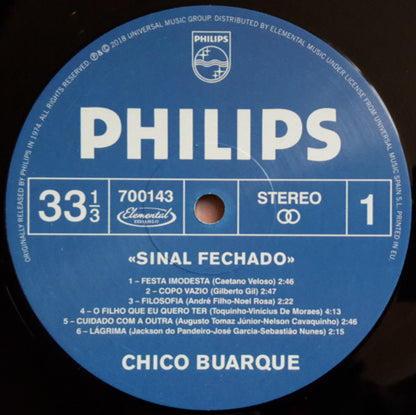 PHILIPS
PHILIPS
33 1/3
700143
Elemental
STEREO
1
«SINAL FECHADO»
1 – FESTA IMODESTA (Caetano Veloso) 2:46
2 – COPO VAZIO (Gilberto Gil) 2:47
3 – FILOSOFIA (André Filho-Noel Rosa) 2:22
4 – O FILHO QUE EU QUERO TER (Toquinho-Vinicius De Moraes) 4:13
5 – CUIDADO COM A OUTRA (Augusto Tomaz Júnior-Nelson Cavaquinho) 2:46
6 – LÁGRIMA (Jackson do Pandeiro-José Garcia-Sebastião Nunes) 2:15
CHICO BUARQUE
ORIGINALLY RELEASED BY PHILIPS IN 1974. ALL RIGHTS RESERVED. ℗&© 2018 UNIVERSAL MUSIC GROUP. DISTRIBUTED BY ELEMENTAL MUSIC UNDER LICENSE FROM UNIVERSAL MUSIC SPAIN S.L. PRINTED IN EU.